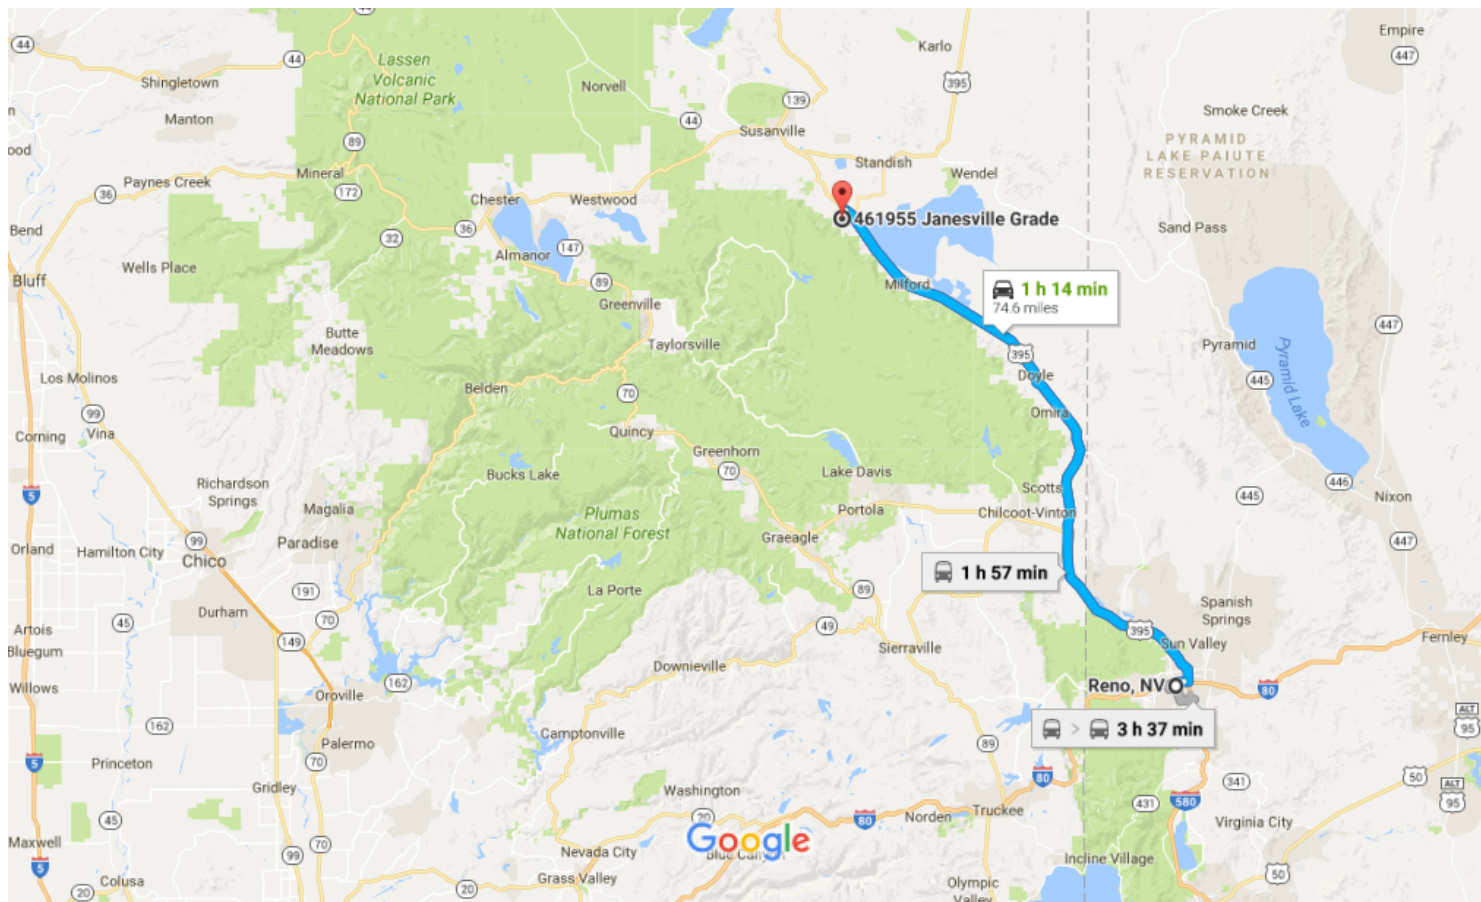 44
Empire
447
Karlo
Lassen
Volcanic
National Park
44
Shingletown
395
Norvell
139
Smoke Creek
Manton
44
Susanville
PYRAMID
LAKE PAIUTE
RESERVATION
89
Standish
Mineral
Wendel
Paynes Creek
36
172
Chester
Westwood
461955 Janesville Grade
Sand Pass
Bend
36
32
147
Almanor
Wells Place
Bluff
89
Milford
1 h 14 min
74.6 miles
Greenville
447
Butte
Meadows
Taylorsville
Pyramid
Pyramid Lake
395
Doyle
Los Molinos
Belden
70
445
99
Vina
Omira
Corning
Quincy
Greenhorn
70
Bucks Lake
Lake Davis
Richardson
Springs
446
5
Scotts
445
Nixon
Magalia
Plumas
National Forest
Portola
Chilcoot-Vinton
Orland
Hamilton City
99
Paradise
Graeagle
447
Chico
1 h 57 min
191
La Porte
89
Durham
70
Spanish
Springs
45
49
395
Fernley
Artois
Bluegum
149
Sierraville
Sun Valley
Downieville
Willows
162
Reno, NV
80
Oroville
ALT
95
162
3 h 37 min
Camptonville
Palermo
89
5
Princeton
70
80
50
341
ALT
95
Gridley
Washington
431
580
45
20
80
Norden
Truckee
Virginia City
Maxwell
Google
70
99
Nevada City
Incline Village
5
50
Colusa
20
Grass Valley
20
Olympic
Valley